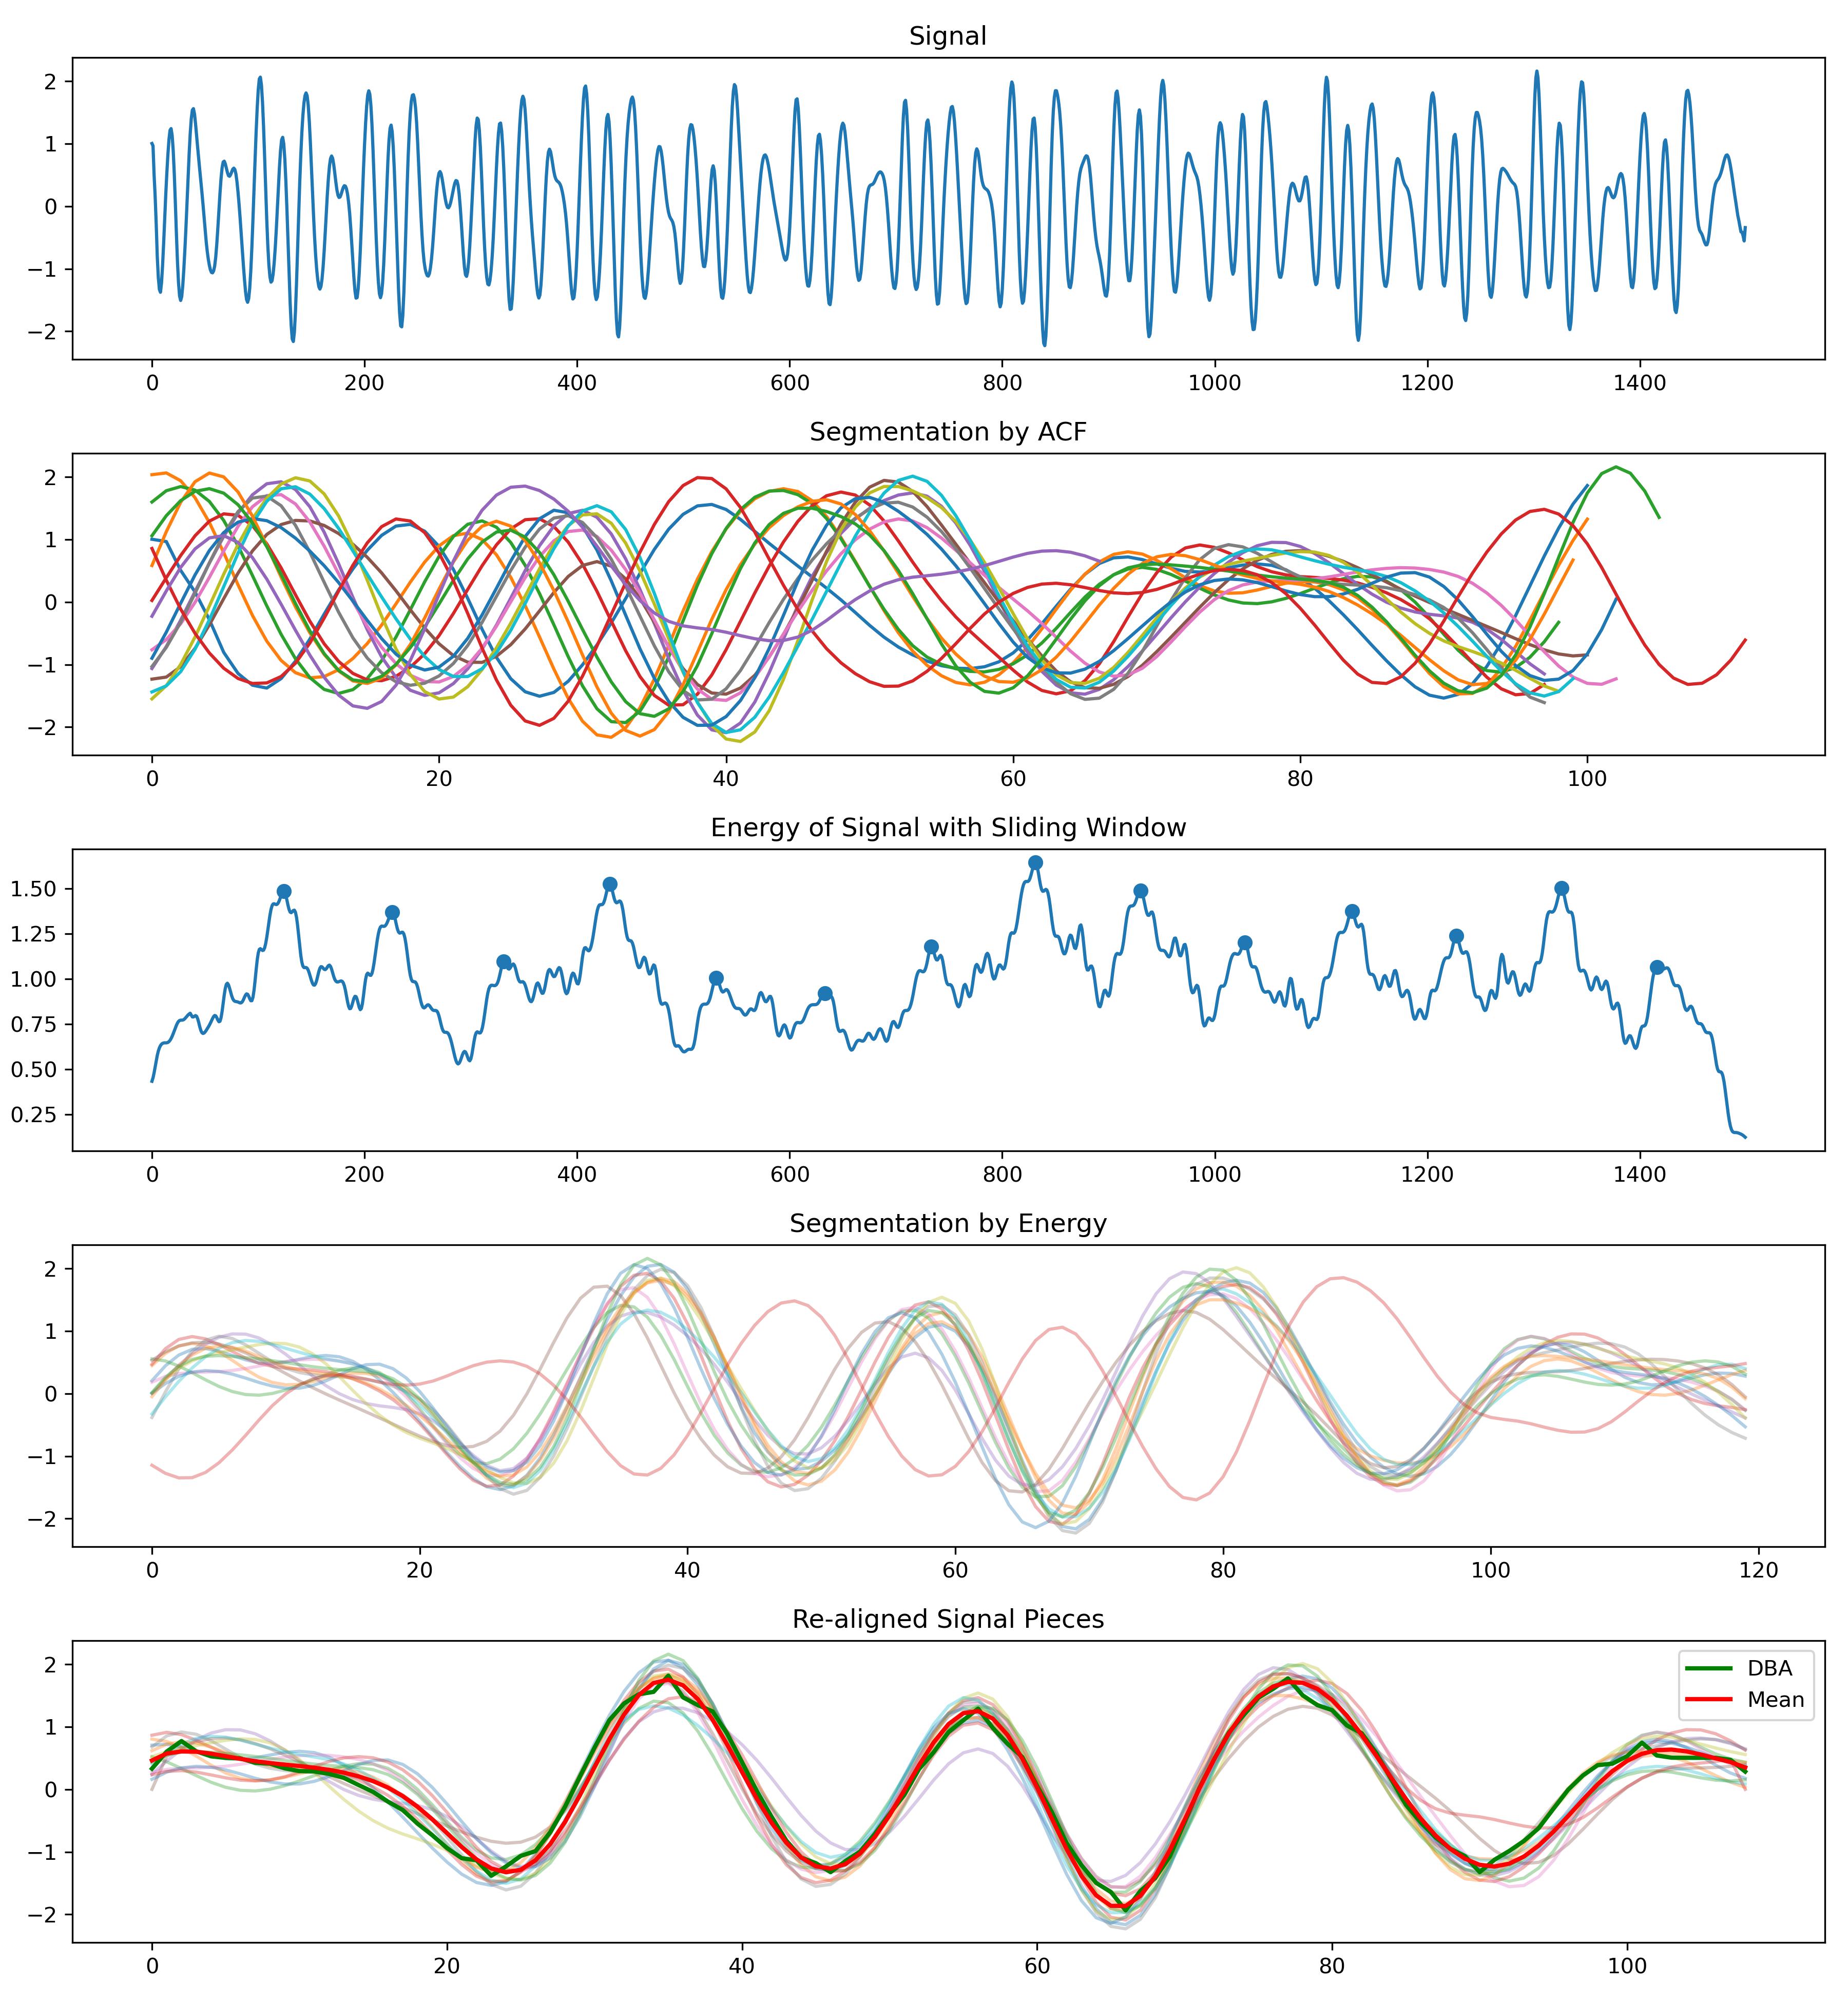 Signal
2
1
0
−1
−2
0 200 400 600 800 1000 1200 1400
Segmentation by ACF
2
1
0
−1
−2
0 20 40 60 80 100
Energy of Signal with Sliding Window
1.50
1.25
1.00
0.75
0.50
0.25
0 200 400 600 800 1000 1200 1400
Segmentation by Energy
2
1
0
−1
−2
0 20 40 60 80 100 120
Re-aligned Signal Pieces
DBA
Mean
2
1
0
−1
−2
0 20 40 60 80 100